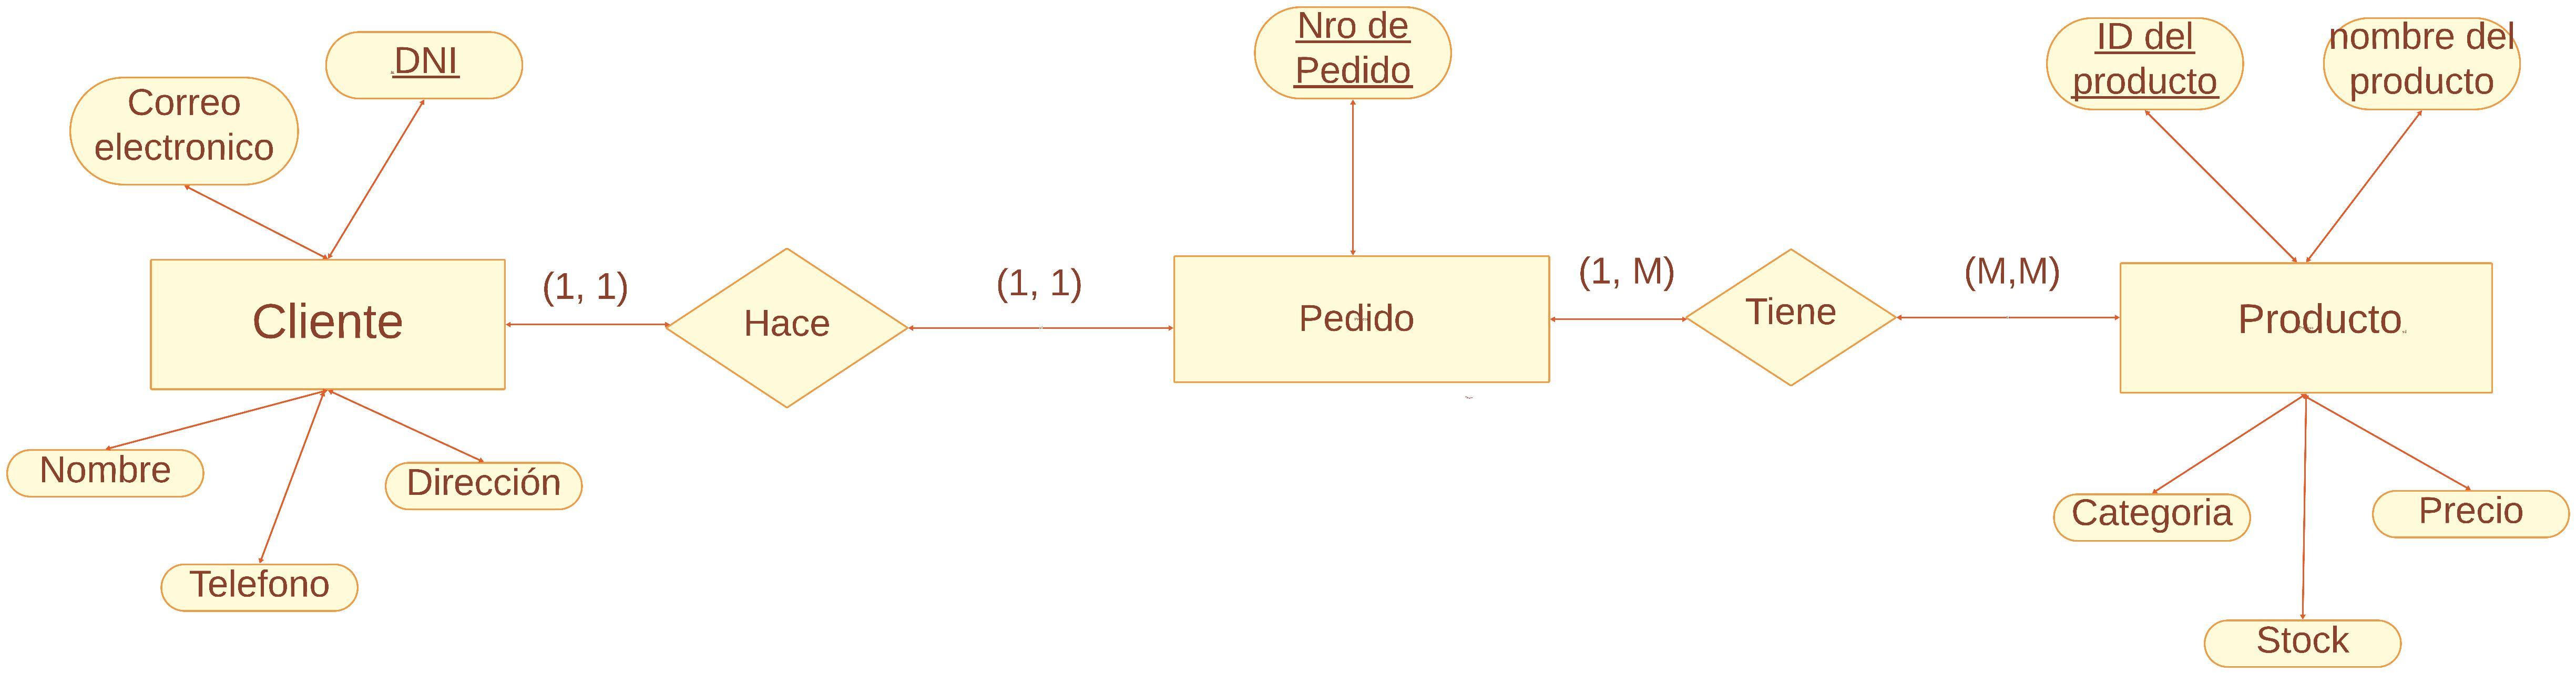 Nro de
Pedido
ID del
producto
nombre del
producto
DNI
Correo
electronico
(1, 1)
(1, 1)
(1, M)
(M,M)
Cliente
Hace
Pedido
Tiene
Producto
Nombre
Dirección
Telefono
Categoria
Precio
Stock